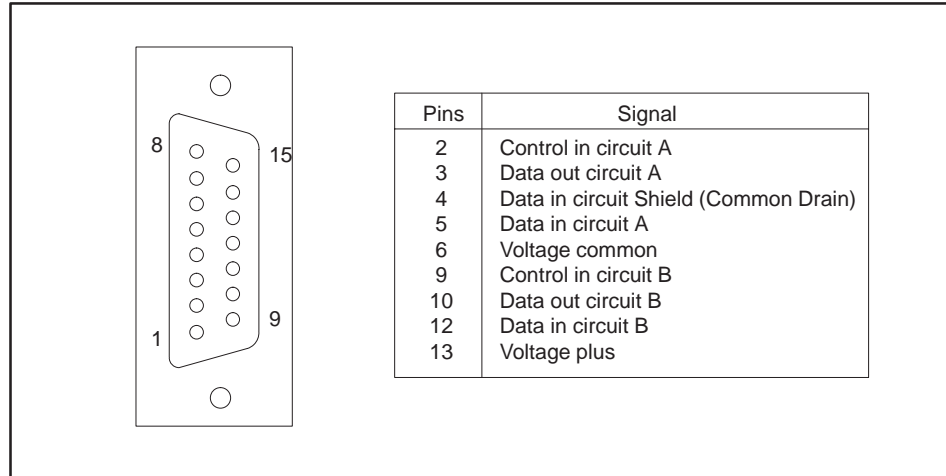 8
15
1
9
Pins Signal
2 Control in circuit A
3 Data out circuit A
4 Data in circuit Shield (Common Drain)
5 Data in circuit A
6 Voltage common
9 Control in circuit B
10 Data out circuit B
12 Data in circuit B
13 Voltage plus